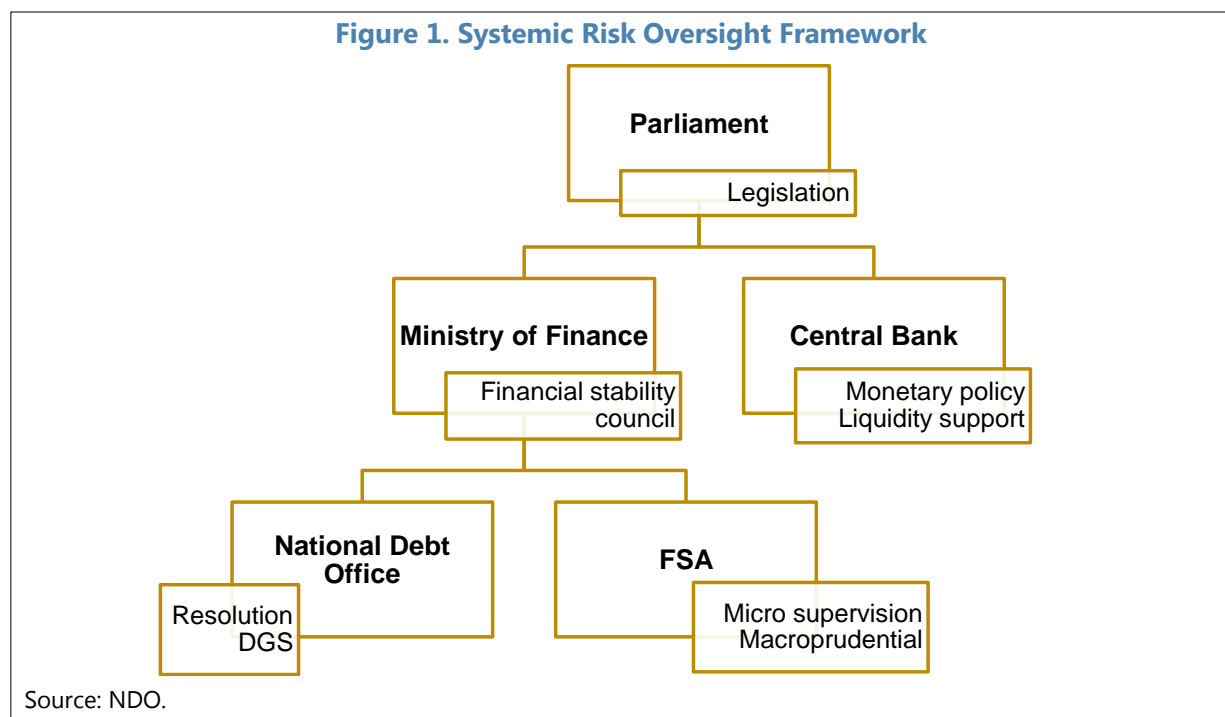 Figure 1. Systemic Risk Oversight Framework
Parliament
Legislation
Ministry of Finance
Financial stability
council
Central Bank
Monetary policy
Liquidity support
National Debt
Office
Resolution
DGS
FSA
Micro supervision
Macroprudential
Source: NDO.